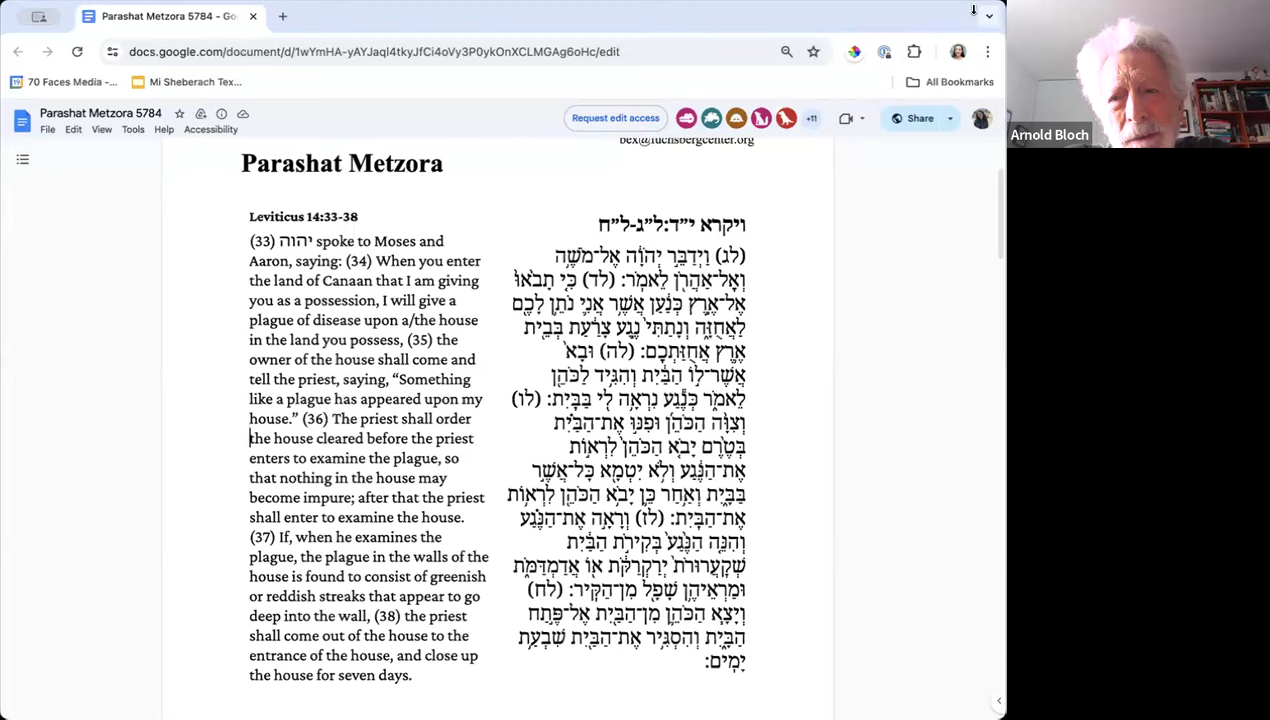 Parashat Metzora 5784 - Go
docs.google.com/document/d/1wYmHA-yAYJaql4tkyJfCi4oVy3P0ykOnXCLMGAg6oHc/edit
70 Faces Media -...
Mi Sheberach Tex...
All Bookmarks
Parashat Metzora 5784
File Edit View Tools Help Accessibility
Request edit access
+11
Share
Arnold Bloch
bex@fuchsbergcenter.org
Parashat Metzora
Leviticus 14:33-38
(33) יהוה spoke to Moses and
Aaron, saying: (34) When you enter
the land of Canaan that I am giving
you as a possession, I will give a
plague of disease upon a/the house
in the land you possess, (35) the
owner of the house shall come and
tell the priest, saying, “Something
like a plague has appeared upon my
house.” (36) The priest shall order
the house cleared before the priest
enters to examine the plague, so
that nothing in the house may
become impure; after that the priest
shall enter to examine the house.
(37) If, when he examines the
plague, the plague in the walls of the
house is found to consist of greenish
or reddish streaks that appear to go
deep into the wall, (38) the priest
shall come out of the house to the
entrance of the house, and close up
the house for seven days.
ויקרא י״ד:ל״ג-ל״ח
(לג) וַיְדַבֵּ֣ר יְהֹוָ֔ה אֶל־מֹשֶׁ֥ה
וְאֶֽל־אַהֲרֹ֖ן לֵאמֹֽר׃ (לד) כִּ֤י תָבֹ֙אוּ֙
אֶל־אֶ֣רֶץ כְּנַ֔עַן אֲשֶׁ֥ר אֲנִ֛י נֹתֵ֥ן לָכֶ֖ם
לַאֲחֻזָּ֑ה וְנָתַתִּי֙ נֶ֣גַע צָרַ֔עַת בְּבֵ֖ית
אֶ֥רֶץ אֲחֻזַּתְכֶֽם׃ (לה) וּבָא֙
אֲשֶׁר־ל֣וֹ הַבַּ֔יִת וְהִגִּ֥יד לַכֹּהֵ֖ן
לֵאמֹ֑ר כְּנֶ֕גַע נִרְאָ֥ה לִ֖י בַּבָּֽיִת׃ (לו)
וְצִוָּ֨ה הַכֹּהֵ֜ן וּפִנּ֣וּ אֶת־הַבַּ֗יִת
בְּטֶ֨רֶם יָבֹ֤א הַכֹּהֵן֙ לִרְא֣וֹת
אֶת־הַנֶּ֔גַע וְלֹ֥א יִטְמָ֖א כׇּל־אֲשֶׁ֣ר
בַּבָּ֑יִת וְאַ֥חַר כֵּ֛ן יָבֹ֥א הַכֹּהֵ֖ן לִרְא֥וֹת
אֶת־הַבָּֽיִת׃ (לז) וְרָאָ֣ה אֶת־הַנֶּ֗גַע
וְהִנֵּ֤ה הַנֶּ֙גַע֙ בְּקִירֹ֣ת הַבַּ֔יִת
שְׁקַֽעֲרוּרֹת֙ יְרַקְרַקֹּ֔ת א֖וֹ אֲדַמְדַּמֹּ֑ת
וּמַרְאֵיהֶ֥ן שָׁפָ֖ל מִן־הַקִּֽיר׃ (לח)
וְיָצָ֧א הַכֹּהֵ֛ן מִן־הַבַּ֖יִת אֶל־פֶּ֣תַח
הַבָּ֑יִת וְהִסְגִּ֥יר אֶת־הַבַּ֖יִת שִׁבְעַ֥ת
יָמִֽים׃